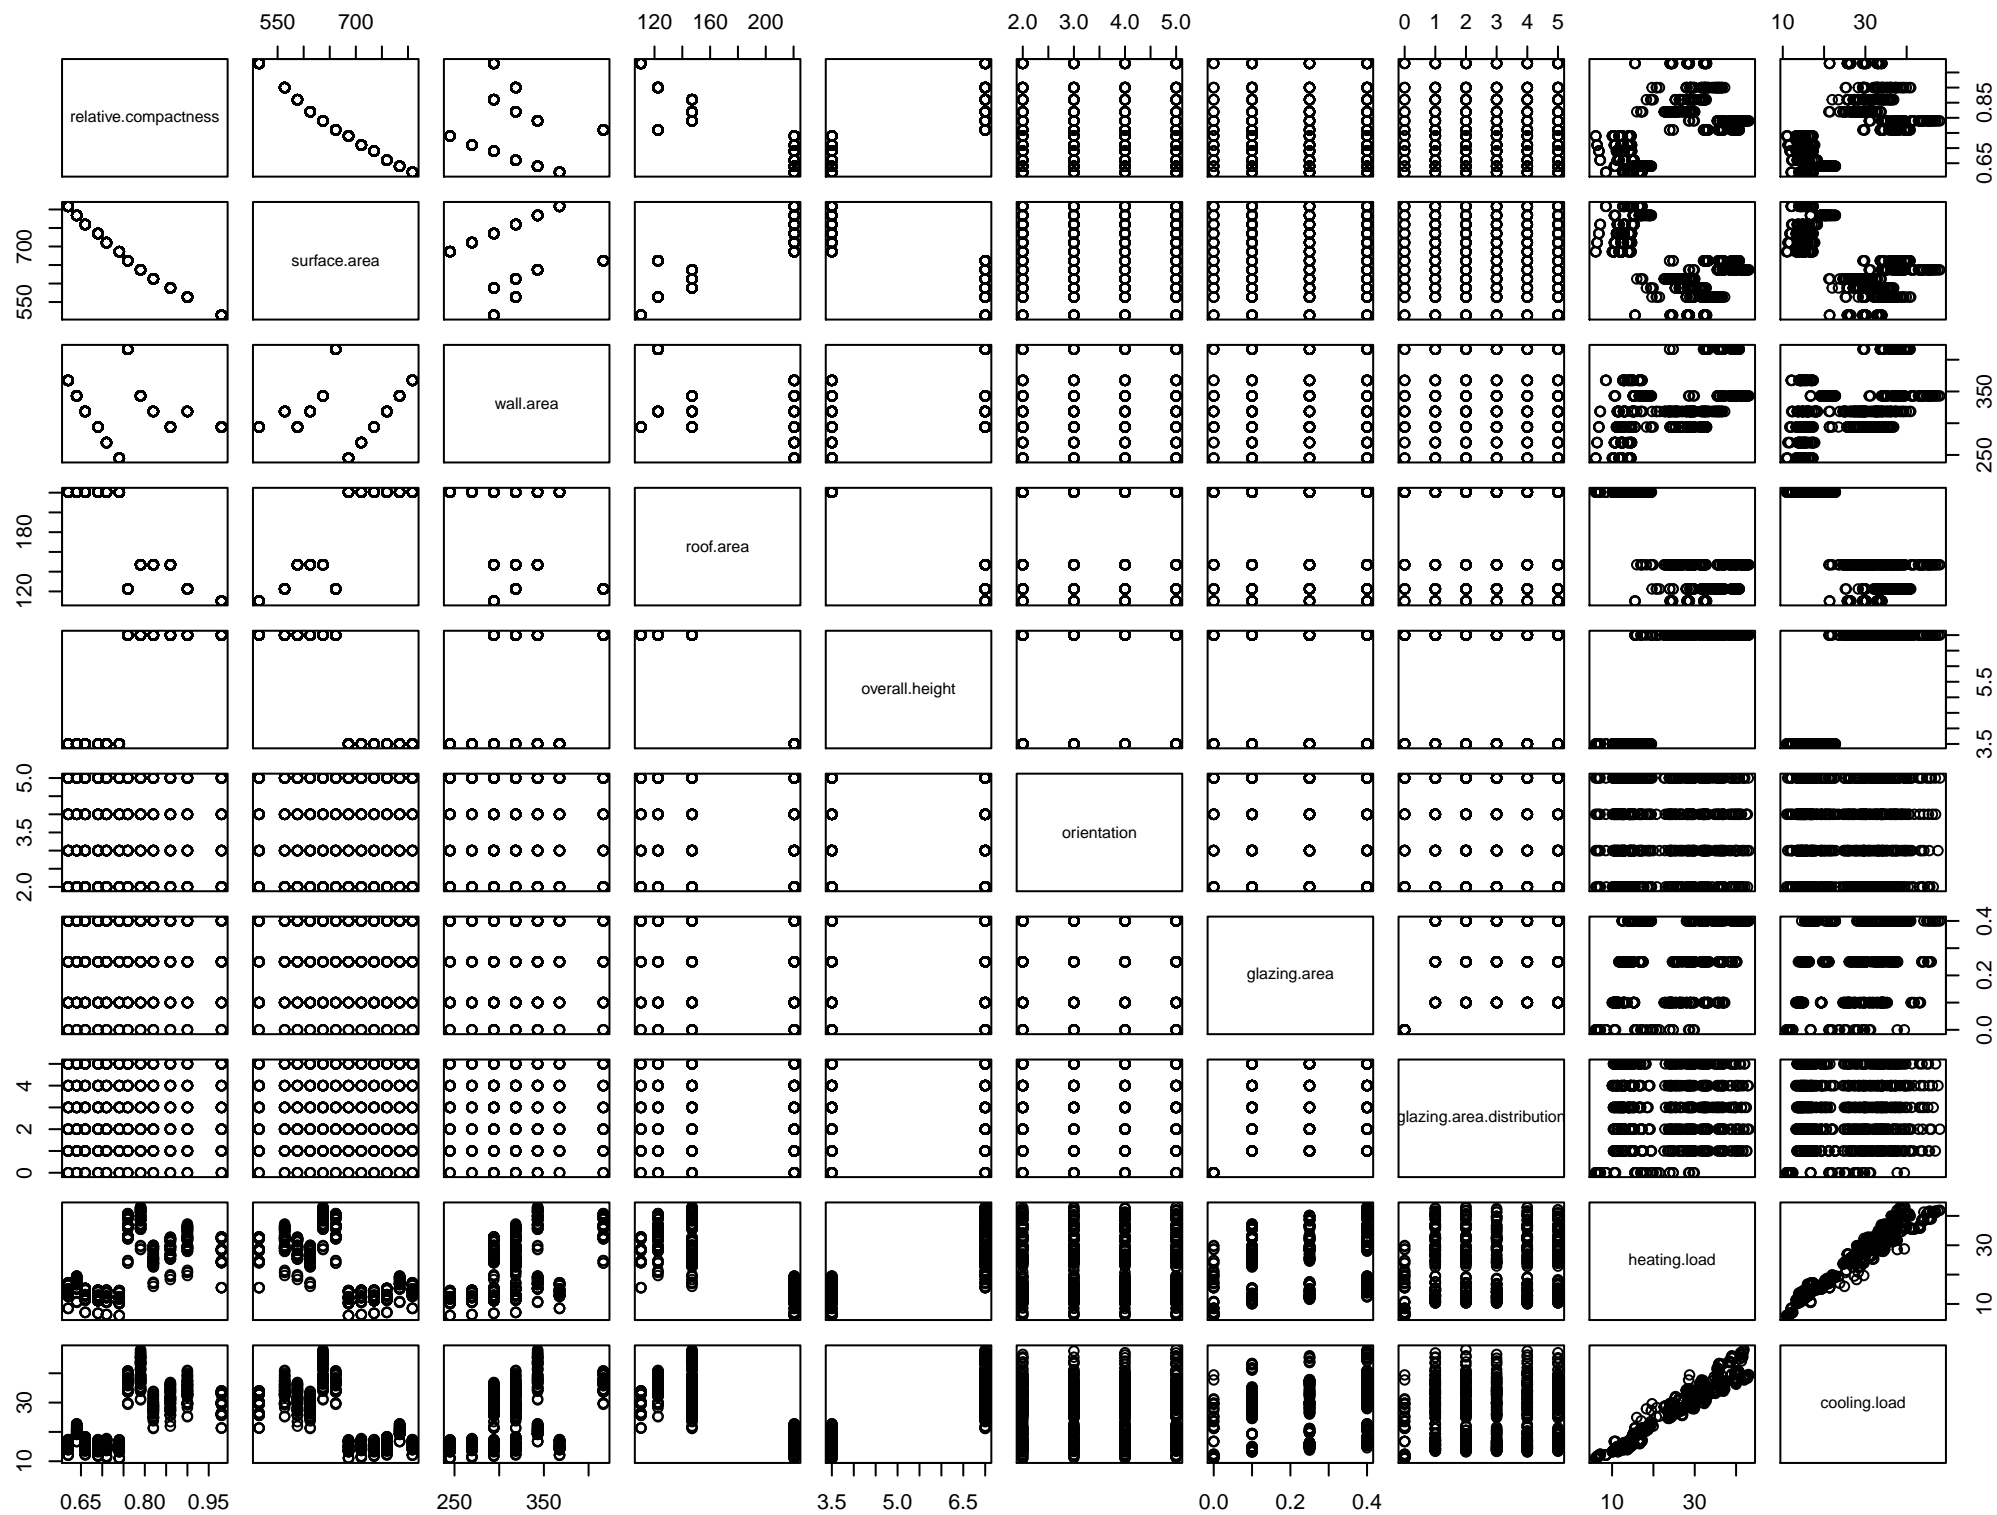 550 700
120 160 200
2.0 3.0 4.0 5.0
0 1 2 3 4 5
10 30
relative.compactness
0.65 0.85
550 700
surface.area
wall.area
250 350
120 180
roof.area
overall.height
3.5 5.5
2.0 3.5 5.0
orientation
glazing.area
0.0 0.2 0.4
0 2 4
glazing.area.distribution
heating.load
10 30
10 30
cooling.load
0.65 0.80 0.95
250 350
3.5 5.0 6.5
0.0 0.2 0.4
10 30